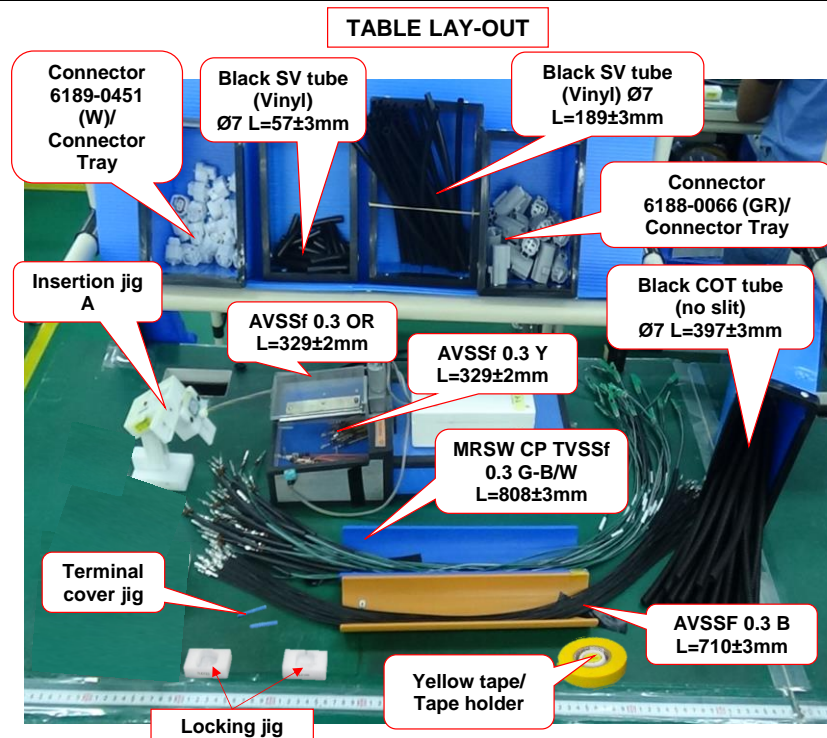 TABLE LAY-OUT
Connector
6189-0451
(W)/
Connector
Tray
Black SV tube
(Vinyl)
Ø7 L=57±3mm
Black SV tube
(Vinyl) Ø7
L=189±3mm
Connector
6188-0066 (GR)/
Connector Tray
Insertion jig
A
AVSSf 0.3 OR
L=329±2mm
AVSSf 0.3 Y
L=329±2mm
Black COT tube
(no slit)
Ø7 L=397±3mm
MRSW CP TVSSf
0.3 G-B/W
L=808±3mm
Terminal
cover jig
AVSSF 0.3 B
L=710±3mm
Yellow tape/
Tape holder
Locking jig